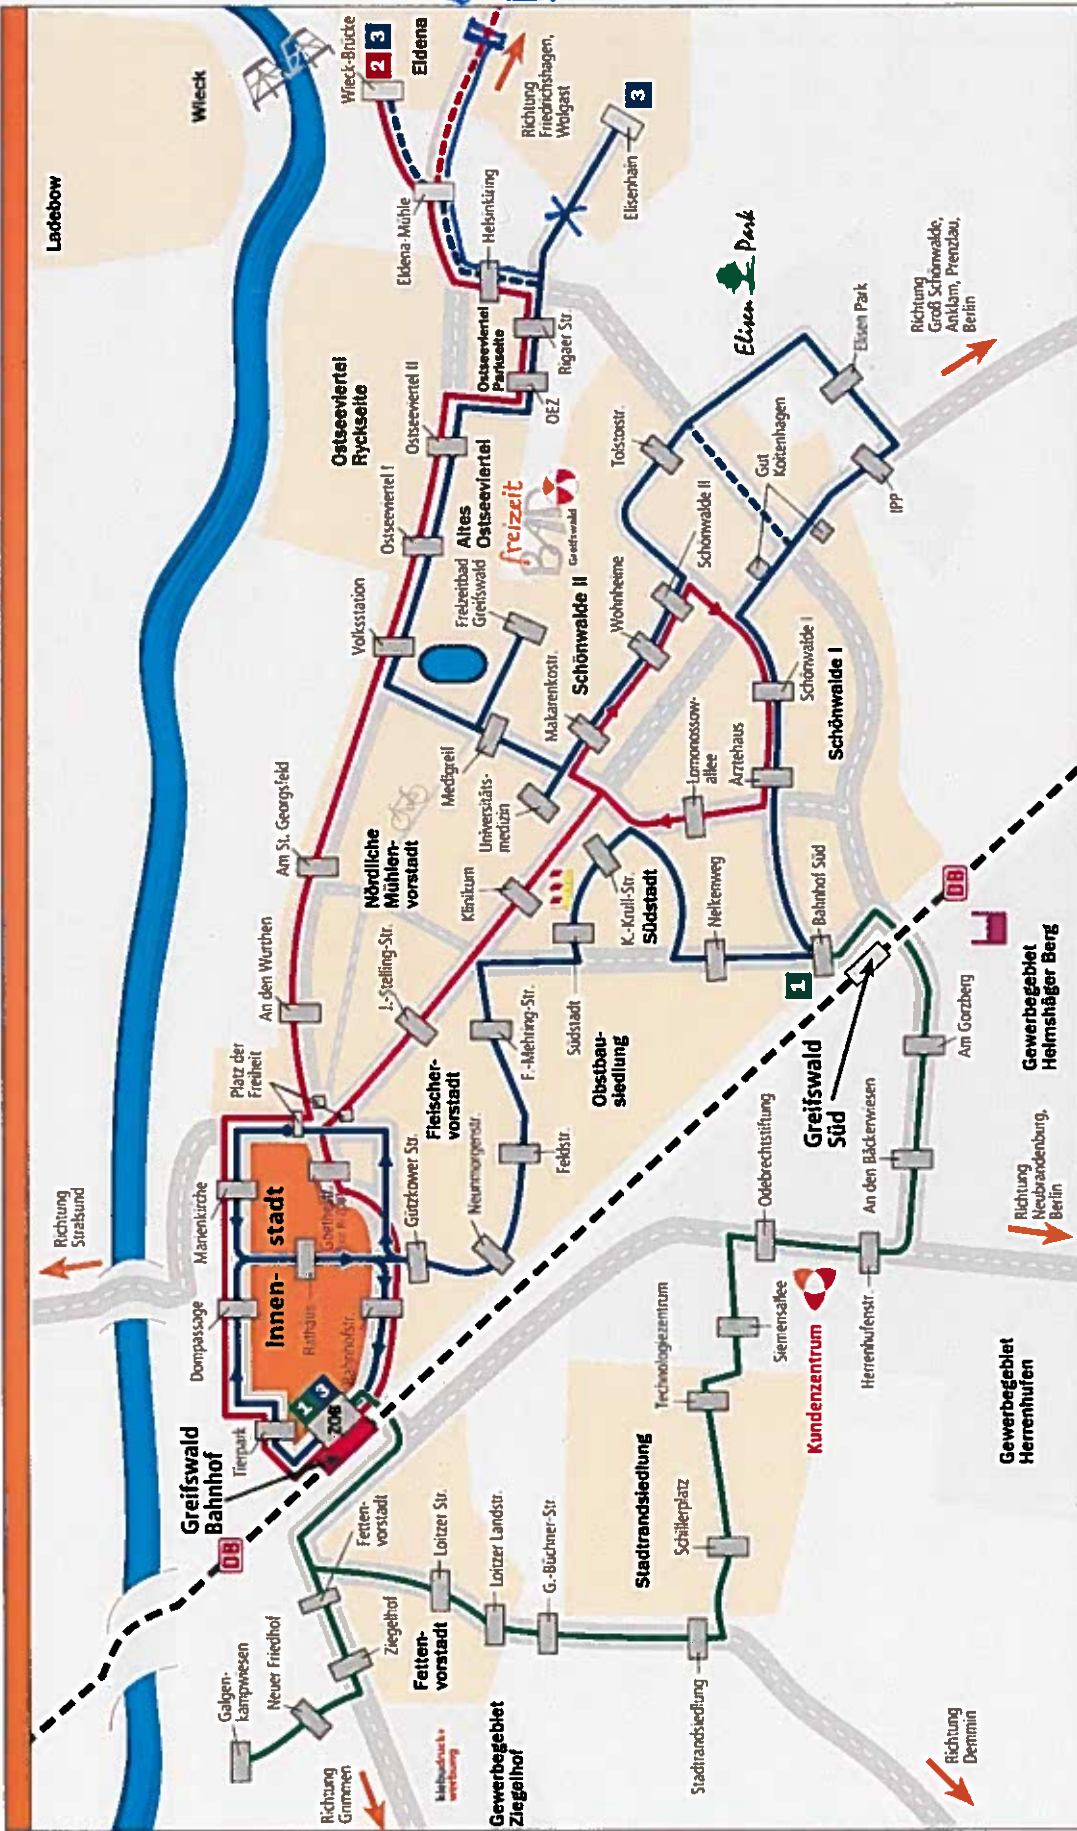 Ladebow
Wieck
Wieck-Brücke
2 3
Eldena
Richtung
Friedrichshagen,
Wolgast
3
Elisenhain
Eldena-Mühle
Helsinkiring
Ostseeviertel
Parkseite
Rigaer Str.
OEZ
Ostseeviertel
Ryckseite
Ostseeviertel II
Ostseeviertel I
Altes
Ostseeviertel
freizeit
Greifswald
Freizeitbad
Greifswald
Volksstation
Medigreif
Universitäts-
medizin
Makarenkostr.
Schönwalde II
Wohnheime
Schönwalde II
Tolstoistr.
Elisen Park
Elisen Park
Gut
Koitenhagen
IPP
Richtung
Groß Schönwalde,
Anklam, Prenzlau,
Berlin
Schönwalde I
Schönwalde I
Ärztehaus
Lomonossow-
allee
Am St. Georgsfeld
Nördliche
Mühlen-
vorstadt
Klinikum
K.-Krull-Str.
Südstadt
Nelkenweg
Bahnhof Süd
1
DB
Greifswald
Süd
Am Gorzberg
Gewerbegebiet
Helmshäger Berg
An den Wurthen
J.-Stelling-Str.
Platz der
Freiheit
Fleischer-
vorstadt
F.-Mehring-Str.
Südstadt
Obstbau-
siedlung
Feldstr.
Neunmorgenstr.
Gützkower Str.
Richtung
Stralsund
Marienkirche
Dompassage
Innen- stadt
Rathaus
Bahnhofstr.
1 3
ZOB
Tierpark
Greifswald
Bahnhof
DB
Odebrechtstiftung
An den Bäckerwiesen
Richtung
Neubrandenburg,
Berlin
Herrenhufenstr.
Siemensallee
Kundenzentrum
Technologiezentrum
Gewerbegebiet
Herrenhufen
Stadtrandsiedlung
Schillerplatz
Stadtrandsiedlung
G.-Büchner-Str
Loitzer Landstr.
Loitzer Str.
Fetten-
vorstadt
Fetten-
vorstadt
Ziegelhof
Neuer Friedhof
Galgen-
kampwiesen
Richtung
Grimmen
werbung
Gewerbegebiet
Ziegelhof
Richtung
Demmin